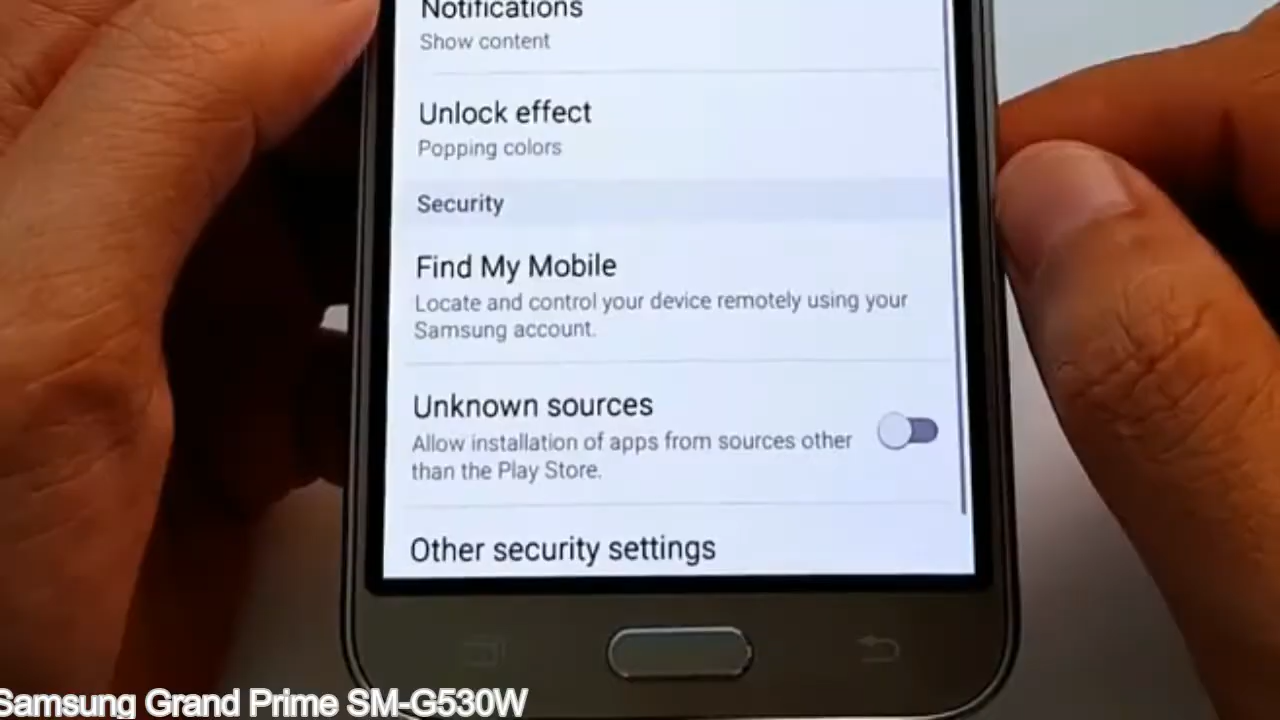 Notifications
Show content
Unlock effect
Popping colors
Security
Find My Mobile
Locate and control your device remotely using your
Samsung account.
Unknown sources
Allow installation of apps from sources other
than the Play Store.
Other security settings
Samsung Grand Prime SM-G530W